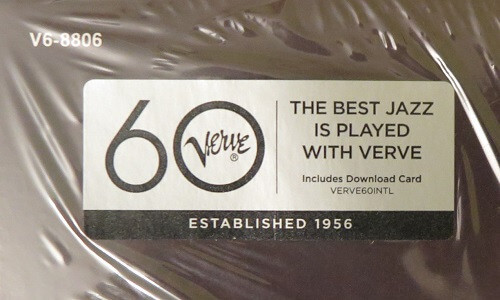 V6-8806
60
Verve®
THE BEST JAZZ
IS PLAYED
WITH VERVE
Includes Download Card
VERVE60INTL
ESTABLISHED 1956